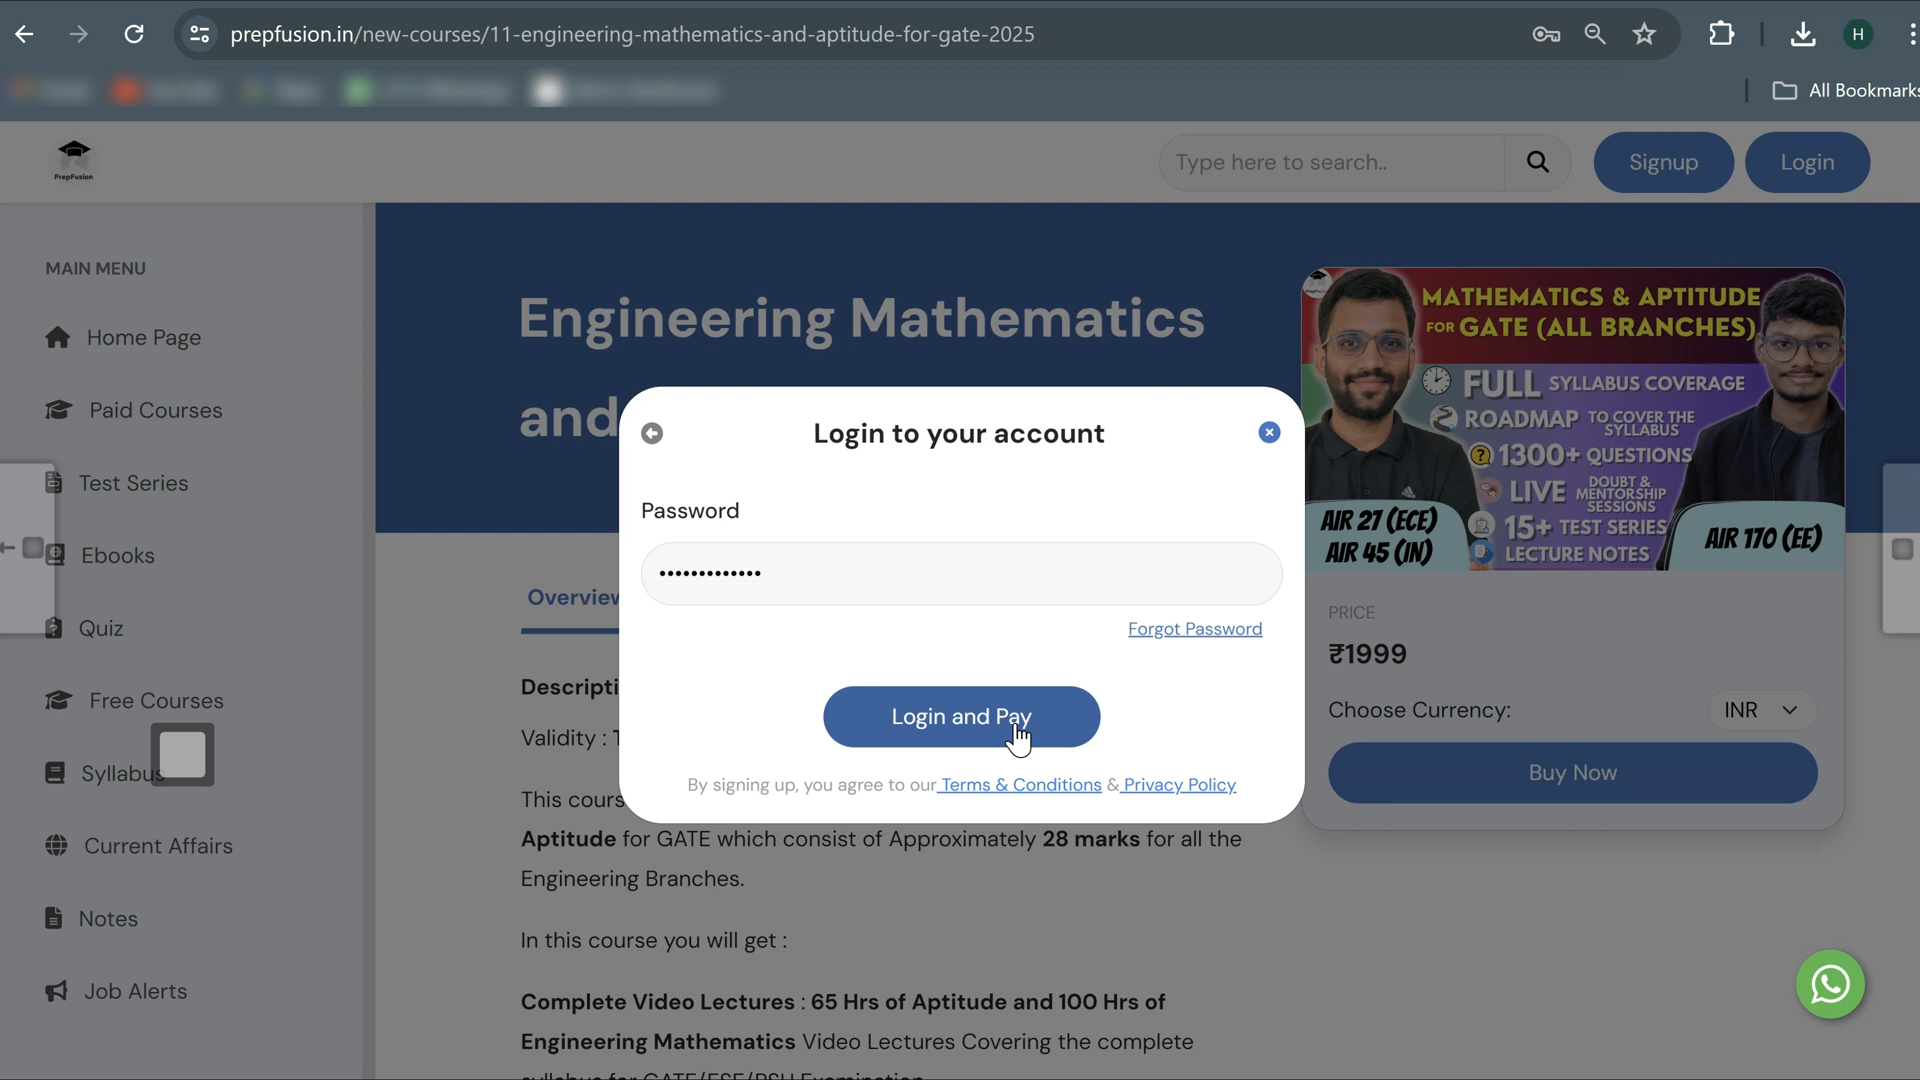 prepfusion.in/new-courses/11-engineering-mathematics-and-aptitude-for-gate-2025
H
All Bookmarks
PrepFusion
Type here to search..
Signup
Login
MAIN MENU
Home Page
Paid Courses
Test Series
Ebooks
Quiz
Free Courses
Syllabus
Current Affairs
Notes
Job Alerts
Engineering Mathematics
and
Overview
Descripti
Validity : T
This cours
Aptitude for GATE which consist of Approximately 28 marks for all the
Engineering Branches.
In this course you will get :
Complete Video Lectures : 65 Hrs of Aptitude and 100 Hrs of
Engineering Mathematics Video Lectures Covering the complete
syllabus for GATE/ESE/PSU Examination
Login to your account
Password
Forgot Password
Login and Pay
By signing up, you agree to our Terms & Conditions & Privacy Policy
MATHEMATICS & APTITUDE
FOR GATE (ALL BRANCHES)
FULL SYLLABUS COVERAGE
ROADMAP TO COVER THE SYLLABUS
1300+ QUESTIONS
LIVE DOUBT & MENTORSHIP SESSIONS
15+ TEST SERIES
LECTURE NOTES
AIR 27 (ECE)
AIR 45 (IN)
AIR 170 (EE)
PRICE
₹1999
Choose Currency:
INR
Buy Now